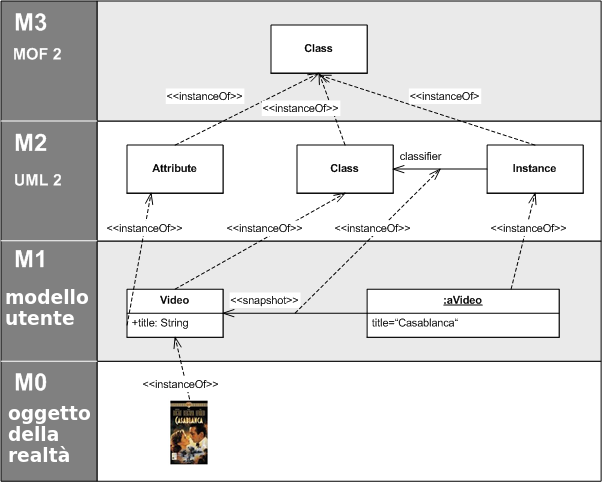 M3
MOF 2
Class
<<instanceOf>>
<<instanceOf>>
<<instanceOf>
M2
UML 2
Attribute
Class
classifier
Instance
<<instanceOf>>
<<instanceOf>>
<<instanceOf>>
<<instanceOf>>
M1
modello
utente
Video
+title: String
<<snapshot>>
:aVideo
title="Casablanca"
M0
oggetto
della
realtà
<<instanceOf>>
CASABLANCA